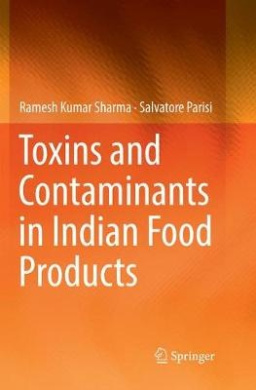 Ramesh Kumar Sharma · Salvatore Parisi
Toxins and
Contaminants
in Indian Food
Products
Springer